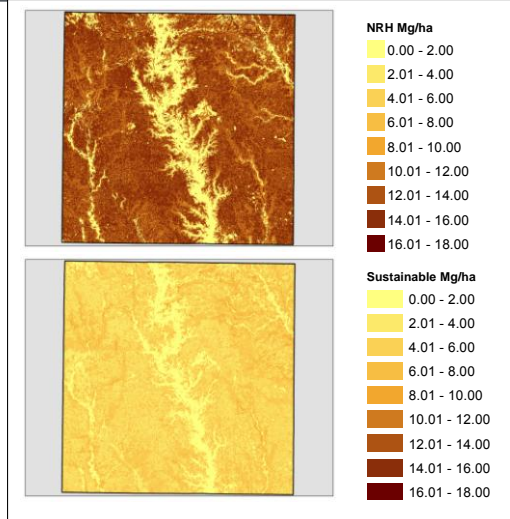 NRH Mg/ha
0.00 - 2.00
2.01 - 4.00
4.01 - 6.00
6.01 - 8.00
8.01 - 10.00
10.01 - 12.00
12.01 - 14.00
14.01 - 16.00
16.01 - 18.00
Sustainable Mg/ha
0.00 - 2.00
2.01 - 4.00
4.01 - 6.00
6.01 - 8.00
8.01 - 10.00
10.01 - 12.00
12.01 - 14.00
14.01 - 16.00
16.01 - 18.00